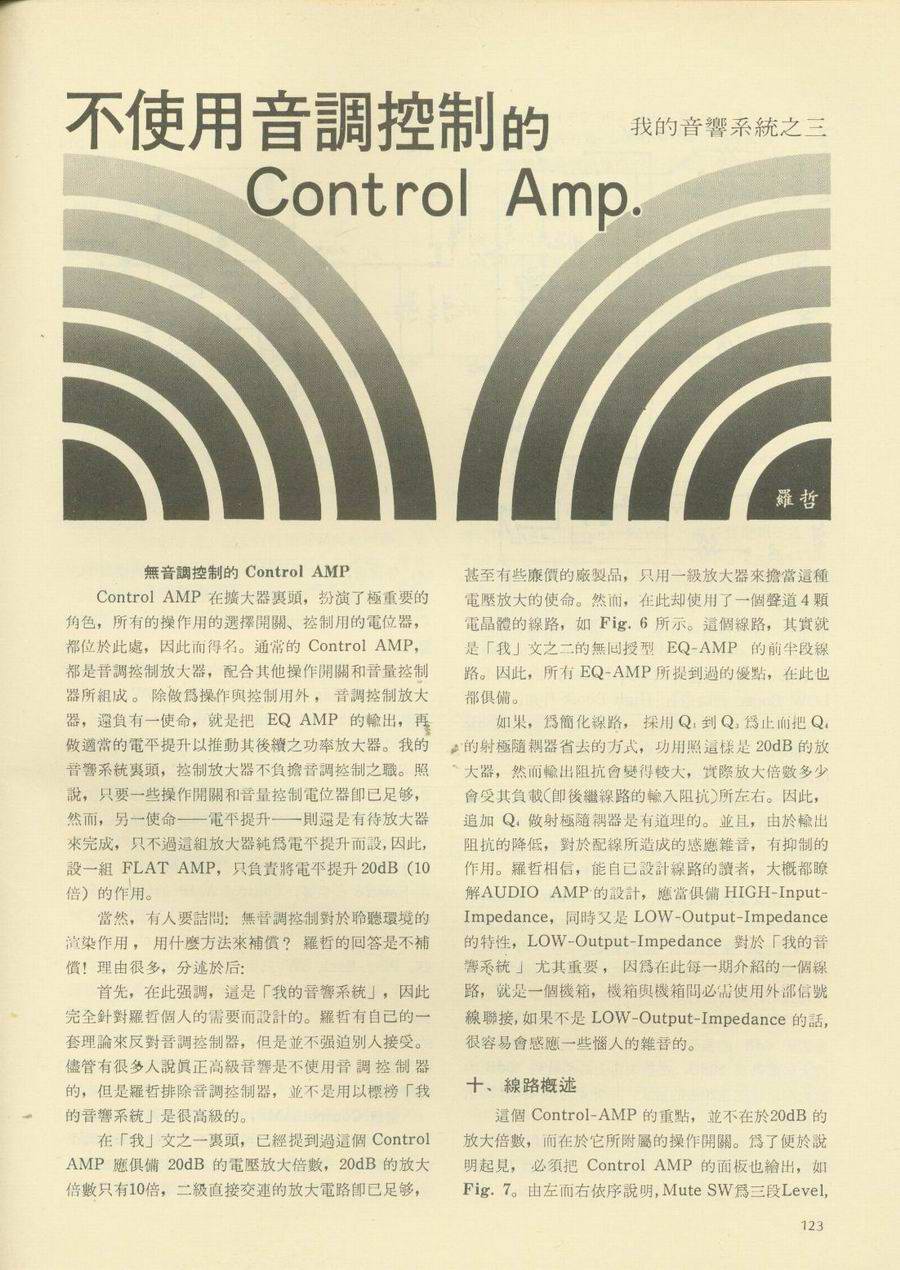 不使用音調控制的
Control Amp.
我的音響系統之三
羅哲
無音調控制的 Control AMP
Control AMP 在擴大器裏頭，扮演了極重要的
角色，所有的操作用的選擇開關、控制用的電位器，
都位於此處，因此而得名。通常的 Control AMP，
都是音調控制放大器，配合其他操作開關和音量控制
器所組成。除做爲操作與控制用外，音調控制放大
器，還負有一使命，就是把 EQ AMP 的輸出，再
做適當的電平提升以推動其後續之功率放大器。我的
音響系統裏頭，控制放大器不負擔音調控制之職。照
說，只要一些操作開關和音量控制電位器卽已足够，
然而，另一使命——電平提升——則還是有待放大器
來完成，只不過這組放大器純爲電平提升而設，因此，
設一組 FLAT AMP，只負責將電平提升20dB（10
倍）的作用。
當然，有人要詰問：無音調控制對於聆聽環境的
渲染作用，用什麼方法來補償？羅哲的回答是不補
償！理由很多，分述於后：
首先，在此强調，這是「我的音響系統」，因此
完全針對羅哲個人的需要而設計的。羅哲有自己的一
套理論來反對音調控制器，但是並不强迫別人接受。
儘管有很多人說眞正高級音響是不使用音調控制器
的，但是羅哲排除音調控制器，並不是用以標榜「我
的音響系統」是很高級的。
在「我」文之一裏頭，已經提到過這個 Control
AMP 應俱備 20dB 的電壓放大倍數，20dB 的放大
倍數只有10倍，二級直接交連的放大電路卽已足够，
甚至有些廉價的廠製品，只用一級放大器來擔當這種
電壓放大的使命。然而，在此却使用了一個聲道4顆
電晶體的線路，如 Fig. 6 所示。這個線路，其實就
是「我」文之二的無回授型 EQ-AMP 的前半段線
路。因此，所有 EQ-AMP 所提到過的優點，在此也
都俱備。
如果，爲簡化線路，採用 Q₁ 到 Q₃ 爲止而把 Q₄
的射極隨耦器省去的方式，功用照這樣是 20dB 的放
大器，然而輸出阻抗會變得較大，實際放大倍數多少
會受其負載（卽後繼線路的輸入阻抗）所左右。因此，
追加 Q₄ 做射極隨耦器是有道理的。並且，由於輸出
阻抗的降低，對於配線所造成的感應雜音，有抑制的
作用。羅哲相信，能自己設計線路的讀者，大槪都瞭
解AUDIO AMP的設計，應當俱備 HIGH-Input-
Impedance，同時又是 LOW-Output-Impedance
的特性，LOW-Output-Impedance 對於「我的音
響系統」尤其重要，因爲在此每一期介紹的一個線
路，就是一個機箱，機箱與機箱間必需使用外部信號
線聯接，如果不是 LOW-Output-Impedance 的話，
很容易會感應一些惱人的雜音的。
十、線路槪述
這個 Control-AMP 的重點，並不在於20dB 的
放大倍數，而在於它所附屬的操作開關。爲了便於說
明起見，必須把 Control AMP 的面板也繪出，如
Fig. 7。由左而右依序說明，Mute SW爲三段Level，
123